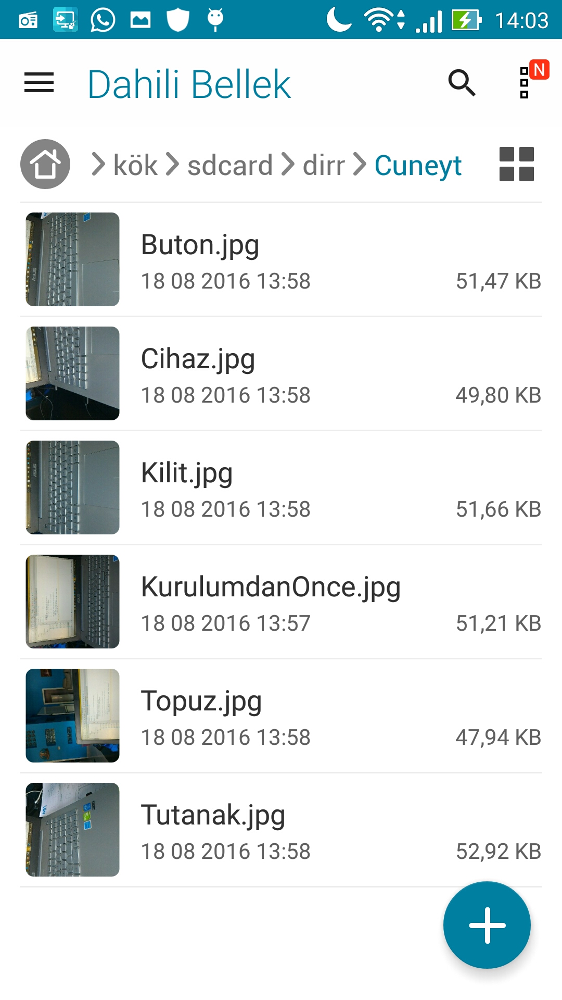 14:03
Dahili Bellek
N
kök sdcard dirr Cuneyt
Buton.jpg
18 08 2016 13:58 51,47 KB
Cihaz.jpg
18 08 2016 13:58 49,80 KB
Kilit.jpg
18 08 2016 13:58 51,66 KB
KurulumdanOnce.jpg
18 08 2016 13:57 51,21 KB
Topuz.jpg
18 08 2016 13:58 47,94 KB
Tutanak.jpg
18 08 2016 13:58 52,92 KB